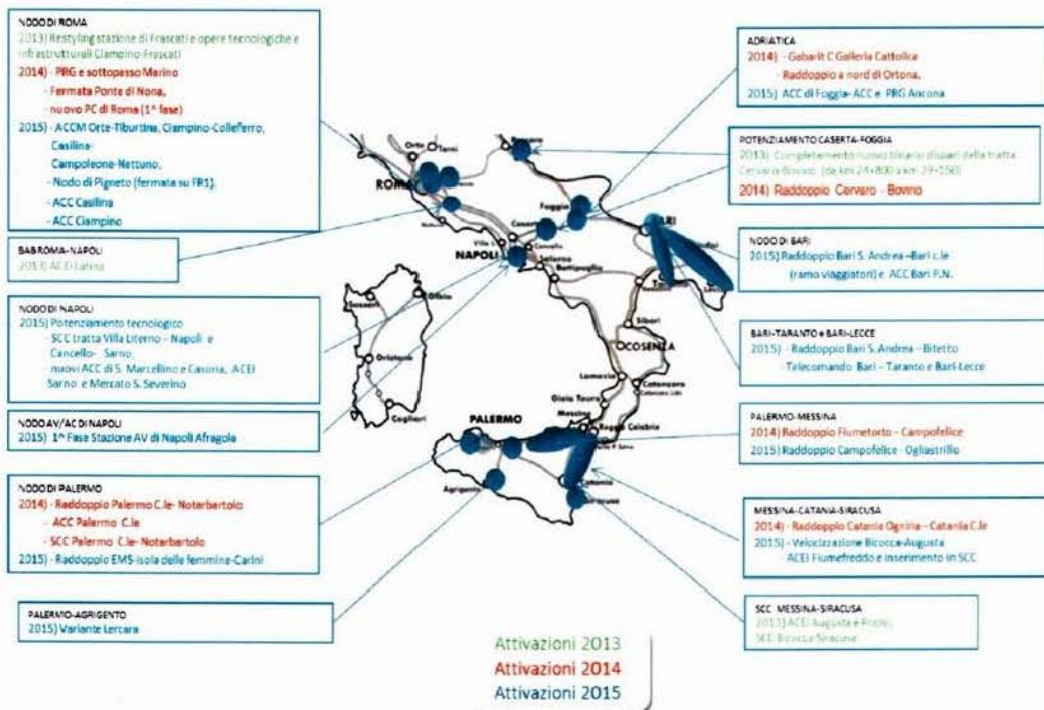 NODO DI ROMA
2013) Restyling stazione di Frascati e opere tecnologiche e
infrastrutturali Ciampino-Frascati
2014) - PRG e sottopasso Marino
- Fermata Ponte di Nona,
- nuovo PC di Roma (1^ fase)
2015) - ACCM Orte-Tiburtina, Ciampino-Colleferro,
Casilina-
Campoleone-Nettuno,
- Nodo di Pigneto (fermata su FR1).
- ACC Casilina
- ACC Ciampino
BAB ROMA-NAPOLI
2013) ACEI Latina
NODO DI NAPOLI
2015) Potenziamento tecnologico
- SCC tratta Villa Literno - Napoli e
Cancello- Sarno,
nuovi ACC di S. Marcellino e Casoria, ACEI
Sarno e Mercato S. Severino
NODO AV/AC DI NAPOLI
2015) 1^ Fase Stazione AV di Napoli Afragola
NODO DI PALERMO
2014) - Raddoppio Palermo C.le- Notarbartolo
- ACC Palermo C.le
- SCC Palermo C.le- Notarbartolo
2015) - Raddoppio EMS-Isola delle femmine-Carini
PALERMO-AGRIGENTO
2015) Variante Lercara
ADRIATICA
2014) - Gabarit C Galleria Cattolica
- Raddoppio a nord di Ortona,
2015) ACC di Foggia- ACC e PRG Ancona
POTENZIAMENTO CASERTA-FOGGIA
2013) Completamento nuovo binario dispari della tratta
Cervaro-Bovino (da km 24+800 a km 29+150)
2014) Raddoppio Cervaro - Bovino
NODO DI BARI
2015) Raddoppio Bari S. Andrea -Bari c.le
(ramo viaggiatori) e ACC Bari P.N.
BARI-TARANTO e BARI-LECCE
2015) - Raddoppio Bari S. Andrea - Bitetto
- Telecomando Bari - Taranto e Bari-Lecce
PALERMO-MESSINA
2014) Raddoppio Fiumetorto - Campofelice
2015) Raddoppio Campofelice - Ogliastrillo
MESSINA-CATANIA-SIRACUSA
2014) - Raddoppio Catania Ognina - Catania C.le
2015) - Velocizzazione Bicocca-Augusta
- ACEI Fiumefreddo e inserimento in SCC
SCC MESSINA-SIRACUSA
2013) ACEI Augusta e Priolo,
SCC Bicocca-Siracusa
Orte
Terni
ROMA
Foggia
BARI
Villa L
Cancello
NAPOLI
Salerno
Battipaglia
Sassari
Olbia
Sibari
COSENZA
Oristano
Lamezia
Catanzaro
Catanzaro Lido
Cagliari
Gioia Tauro
Messina
Reggio Calabria
PALERMO
Catania
Agrigento
Siracusa
Attivazioni 2013
Attivazioni 2014
Attivazioni 2015